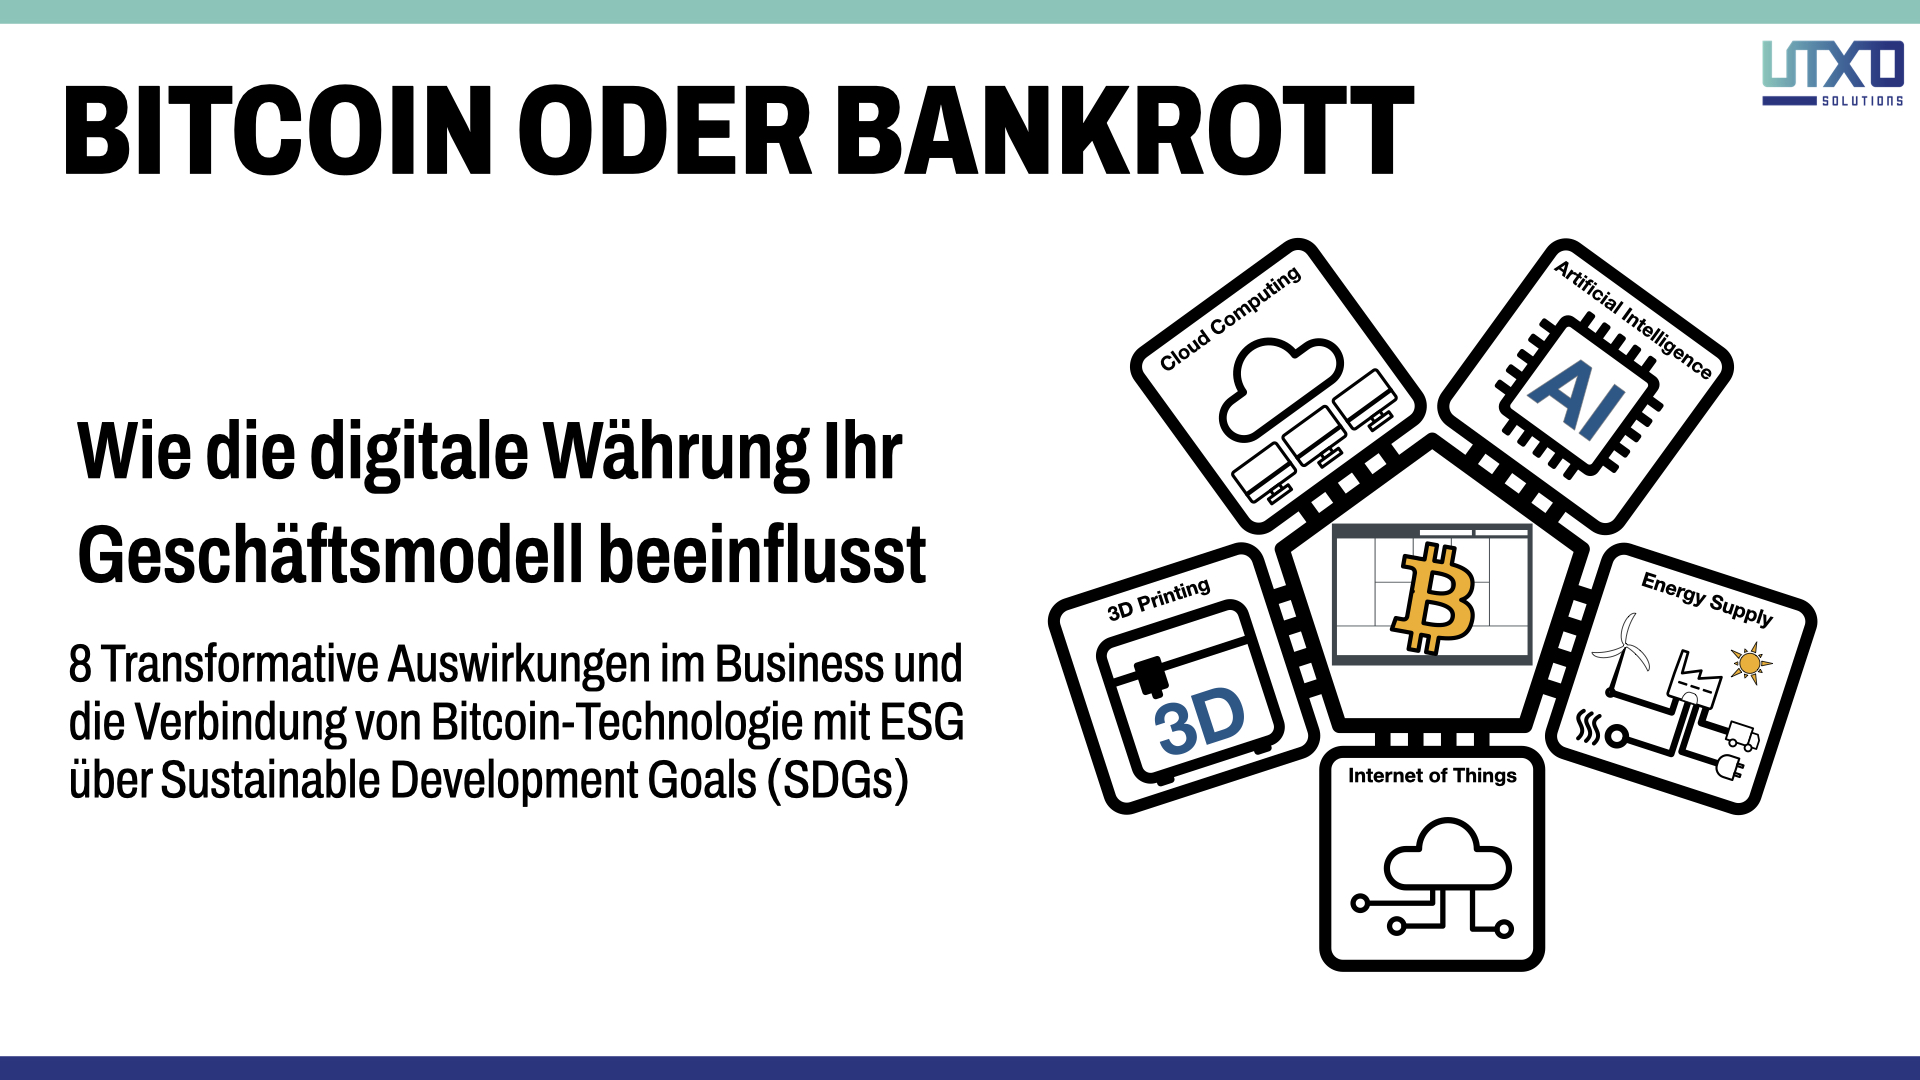 UTXO
SOLUTIONS
BITCOIN ODER BANKROTT
Wie die digitale Währung Ihr
Geschäftsmodell beeinflusst
8 Transformative Auswirkungen im Business und
die Verbindung von Bitcoin-Technologie mit ESG
über Sustainable Development Goals (SDGs)
Cloud Computing
Artificial Intelligence
AI
3D Printing
3D
Energy Supply
Internet of Things